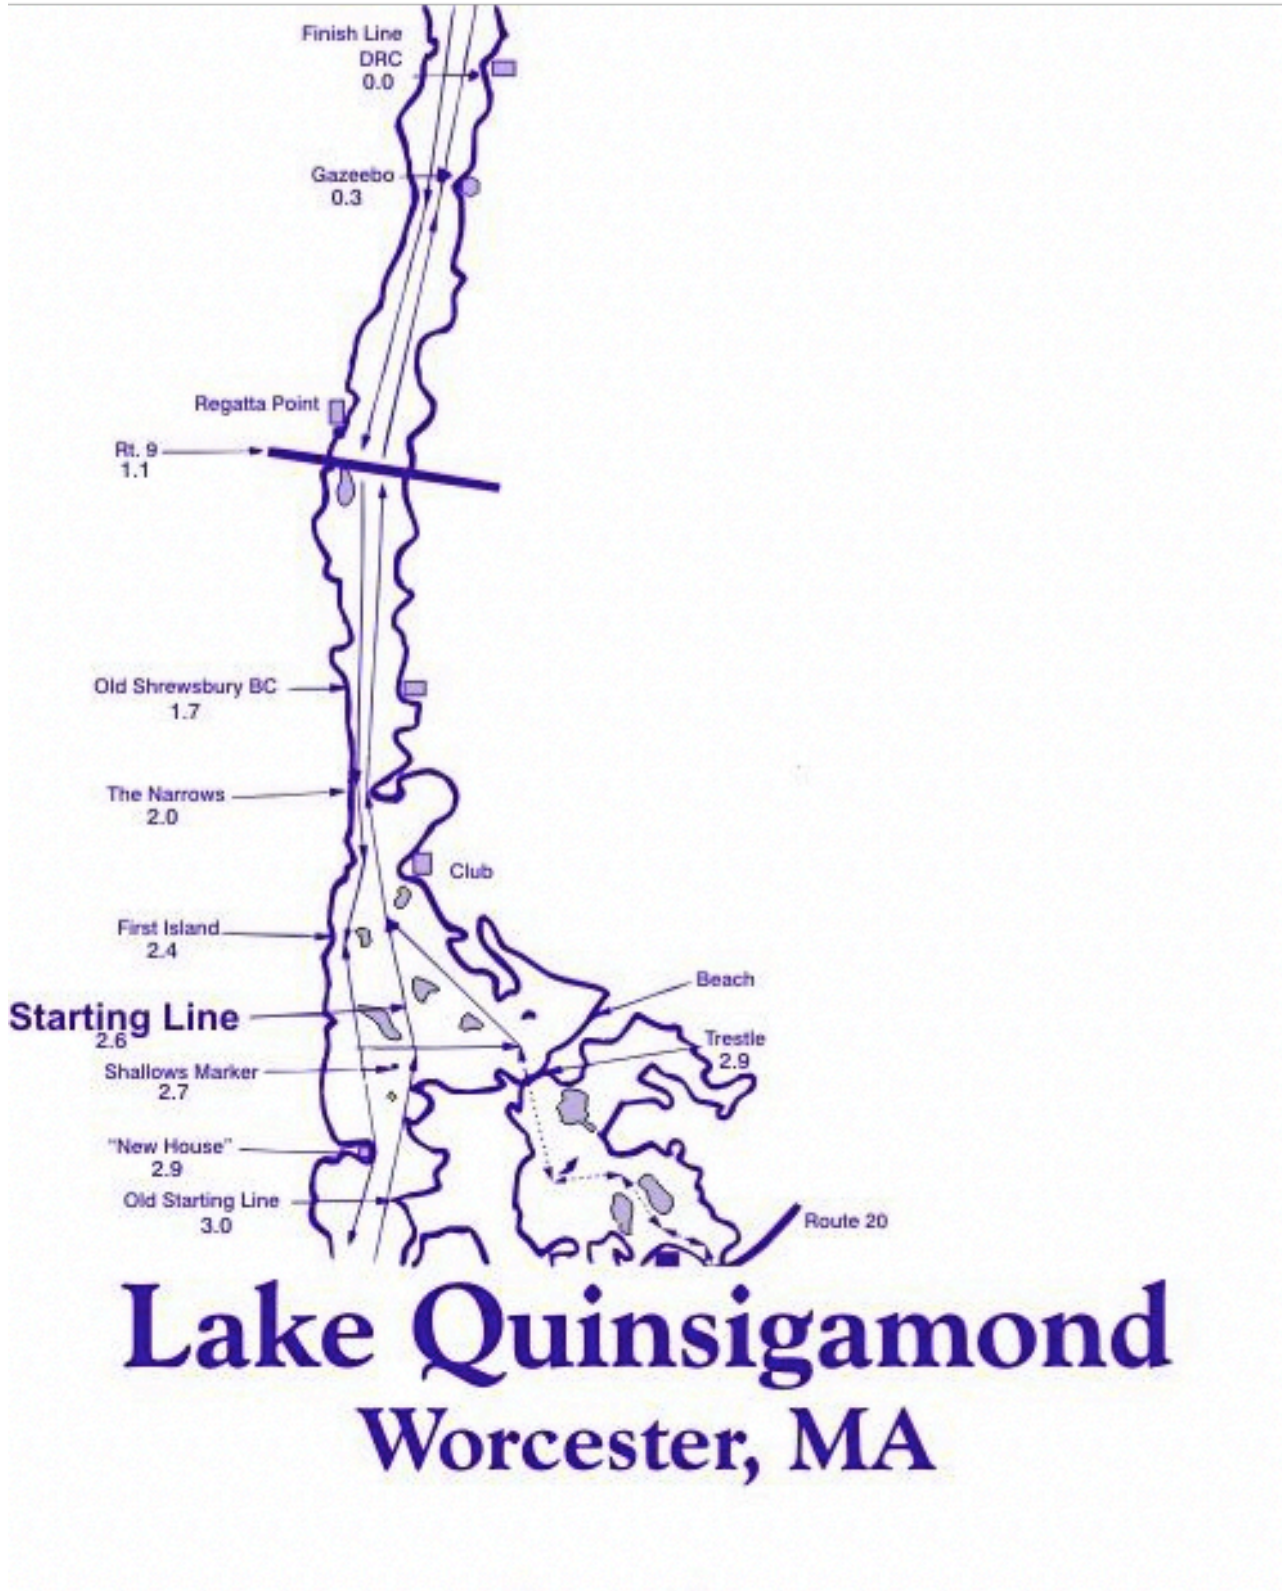 Finish Line
DRC
0.0
Gazeebo
0.3
Regatta Point
Rt. 9
1.1
Old Shrewsbury BC
1.7
The Narrows
2.0
Club
First Island
2.4
Beach
Starting Line
2.6
Trestle
2.9
Shallows Marker
2.7
"New House"
2.9
Old Starting Line
3.0
Route 20
Lake Quinsigamond
Worcester, MA